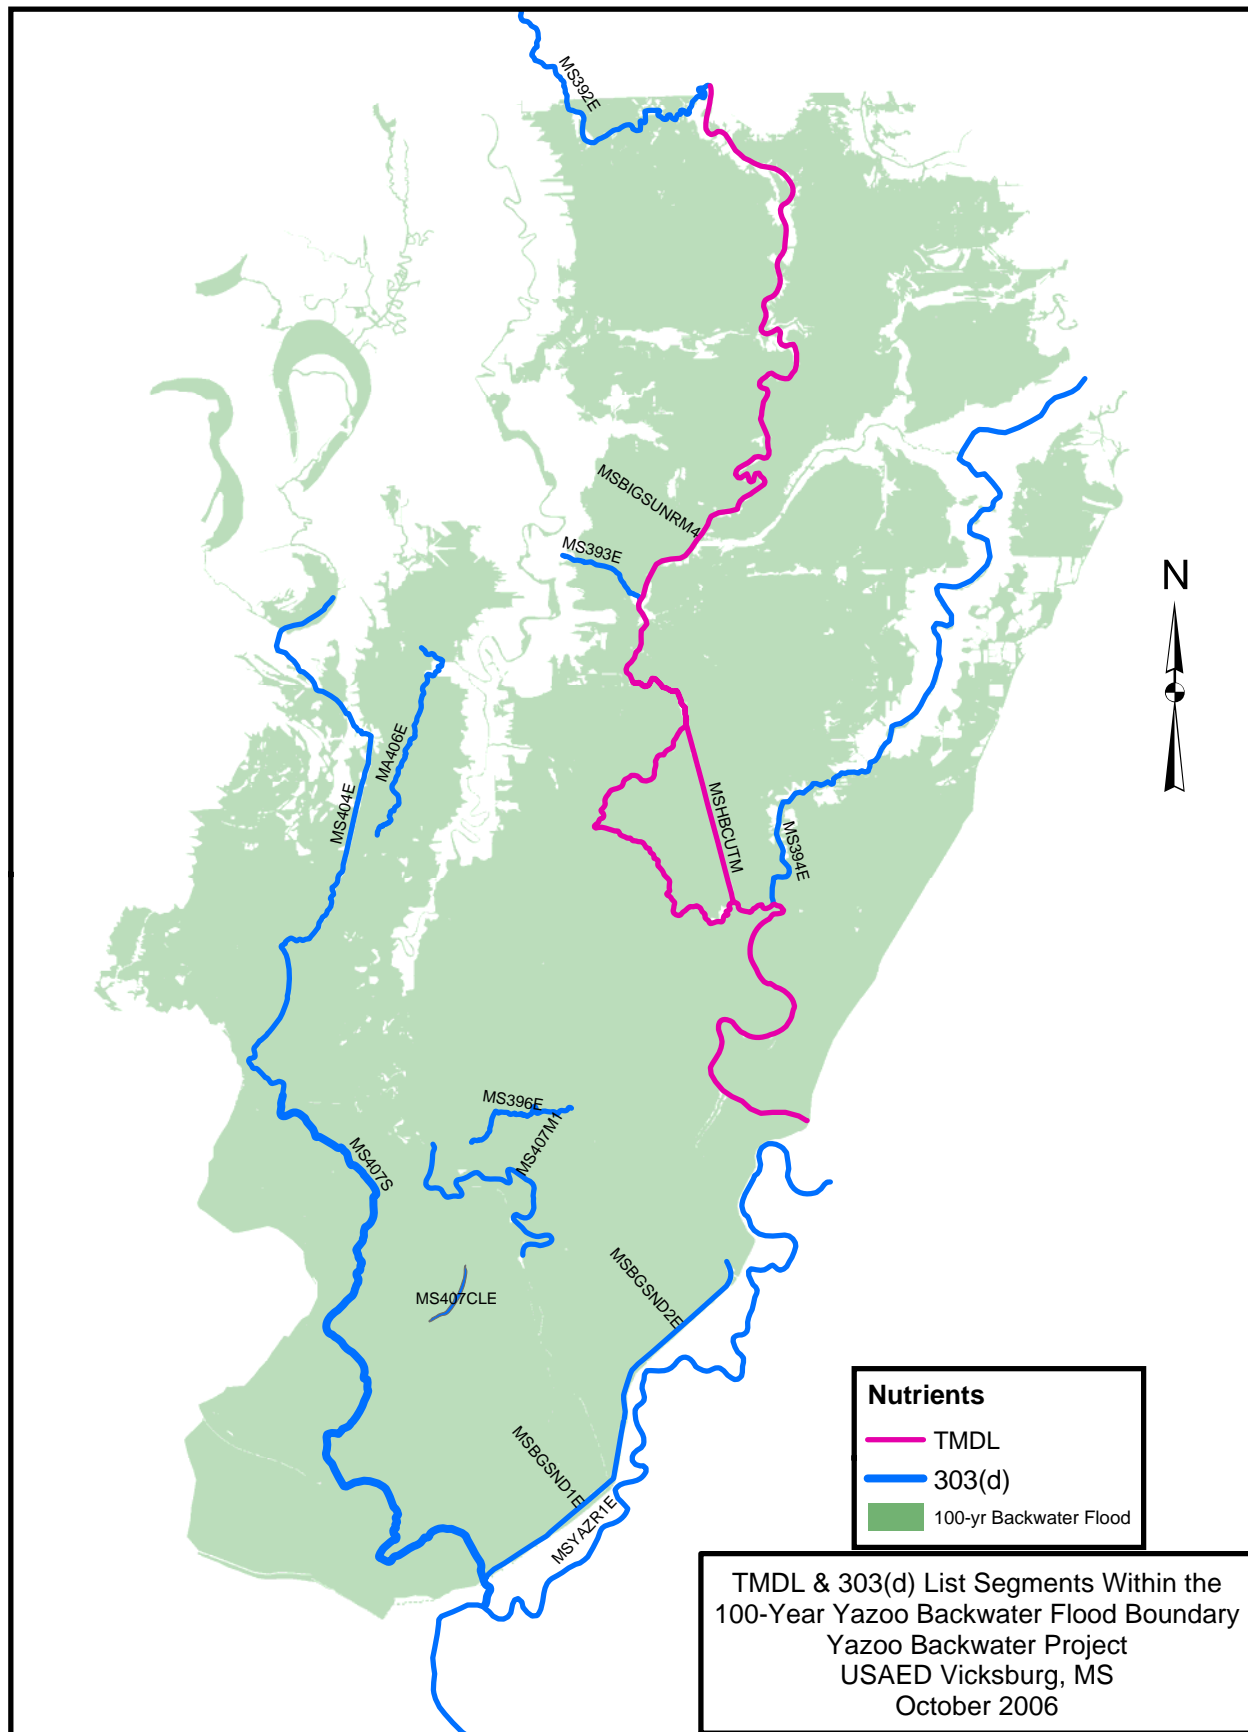 MS392E
MSBIGSUNRM4
MS393E
N
MA406E
MS404E
MSHBCUTM
MS394E
MS396E
MS407M1
MS407S
MS407CLE
MSBGSND2E
MSBGSND1E
MSYAZR1E
Nutrients
TMDL
303(d)
100-yr Backwater Flood
TMDL & 303(d) List Segments Within the
100-Year Yazoo Backwater Flood Boundary
Yazoo Backwater Project
USAED Vicksburg, MS
October 2006